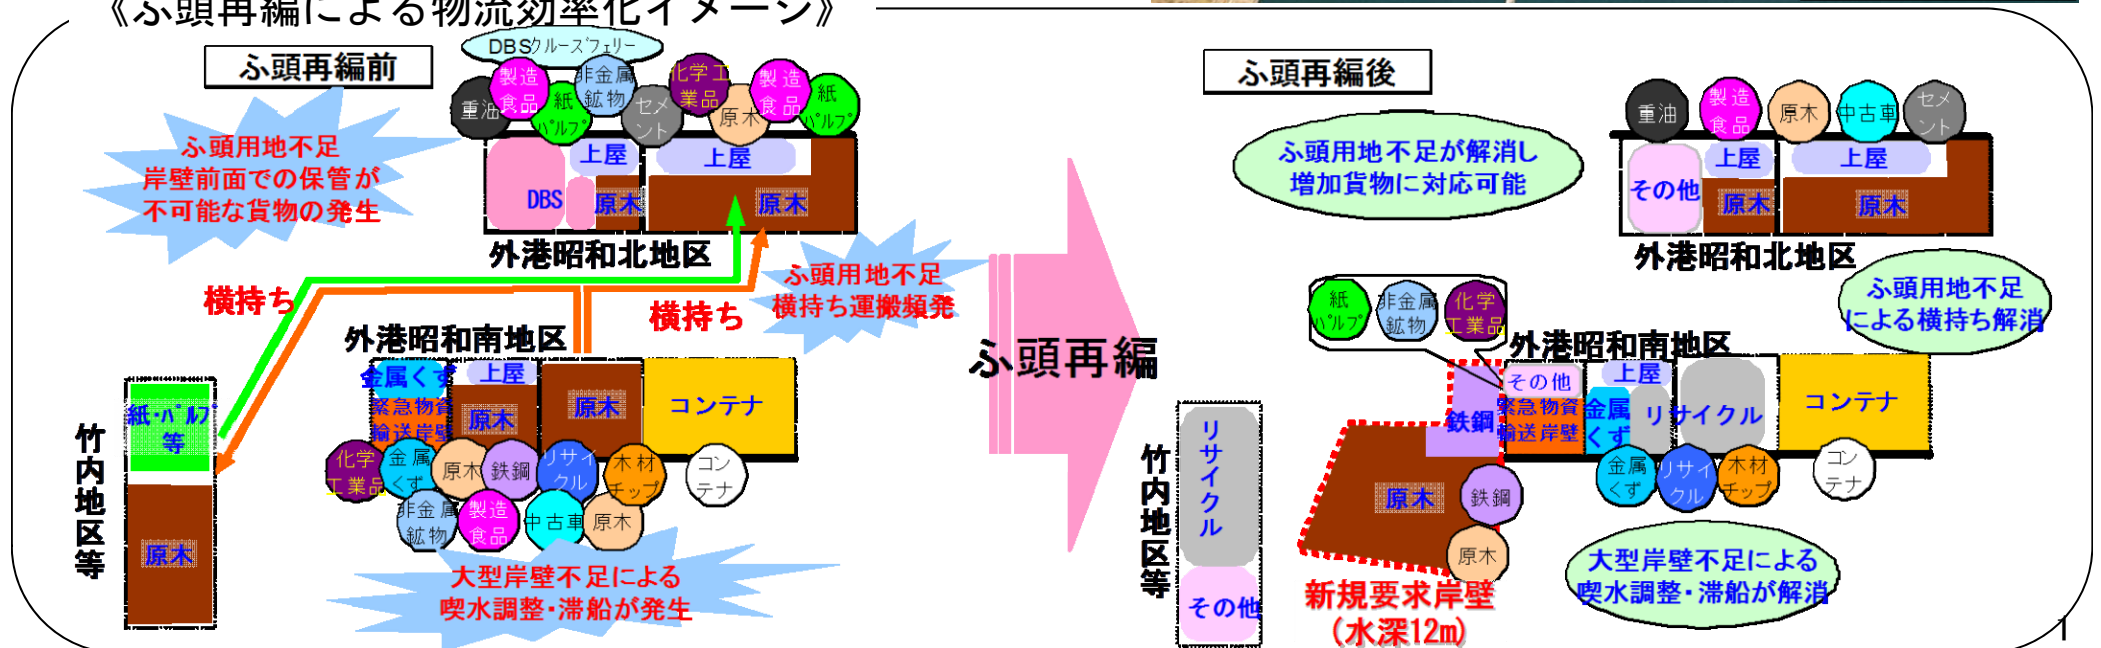 《ふ頭再編による物流効率化イメージ》
ふ頭再編前
DBSクルーズフェリー
重油
製造
食品
紙
パルプ
非金属
鉱物
セメ
ント
化学工
業品
原木
製造
食品
紙
パルプ
ふ頭用地不足
岸壁前面での保管が
不可能な貨物の発生
上屋
上屋
DBS
原木
原木
外港昭和北地区
横持ち
横持ち
ふ頭用地不足
横持ち運搬頻発
外港昭和南地区
金属くず
緊急物資
輸送岸壁
上屋
原木
原木
コンテナ
竹内地区等
紙・パルプ
等
原木
化学
工業品
金属
くず
原木
鉄鋼
リサイ
クル
木材
チップ
コン
テナ
非金属
鉱物
製造
食品
中古車
原木
大型岸壁不足による
喫水調整・滞船が発生
ふ頭再編
ふ頭再編後
重油
製造
食品
原木
中古車
セメ
ント
ふ頭用地不足が解消し
増加貨物に対応可能
その他
上屋
原木
上屋
原木
外港昭和北地区
ふ頭用地不足
による横持ち解消
紙
パルプ
非金属
鉱物
化学
工業品
外港昭和南地区
その他
緊急物資
輸送岸壁
上屋
金属
くず
リサイクル
コンテナ
鉄鋼
原木
鉄鋼
原木
金属
くず
リサイ
クル
木材
チップ
コン
テナ
竹内地区等
リサイクル
その他
新規要求岸壁
(水深12m)
大型岸壁不足による
喫水調整・滞船が解消
1